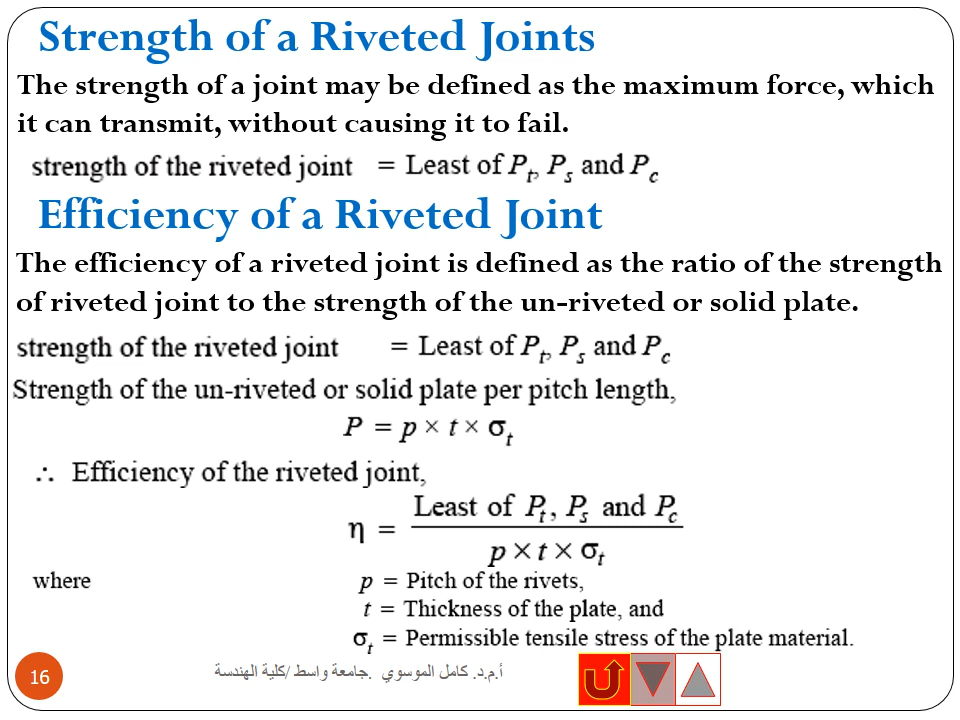 Strength of a Riveted Joints
The strength of a joint may be defined as the maximum force, which
it can transmit, without causing it to fail.
strength of the riveted joint = Least of Pt, Ps and Pc
Efficiency of a Riveted Joint
The efficiency of a riveted joint is defined as the ratio of the strength
of riveted joint to the strength of the un-riveted or solid plate.
strength of the riveted joint = Least of Pt, Ps and Pc
Strength of the un-riveted or solid plate per pitch length,
P = p × t × σt
∴ Efficiency of the riveted joint,
η = Least of Pt, Ps and Pc
p × t × σt
where p = Pitch of the rivets,
t = Thickness of the plate, and
σt = Permissible tensile stress of the plate material.
16
أ.م.د. كامل الموسوي .جامعة واسط /كلية الهندسة